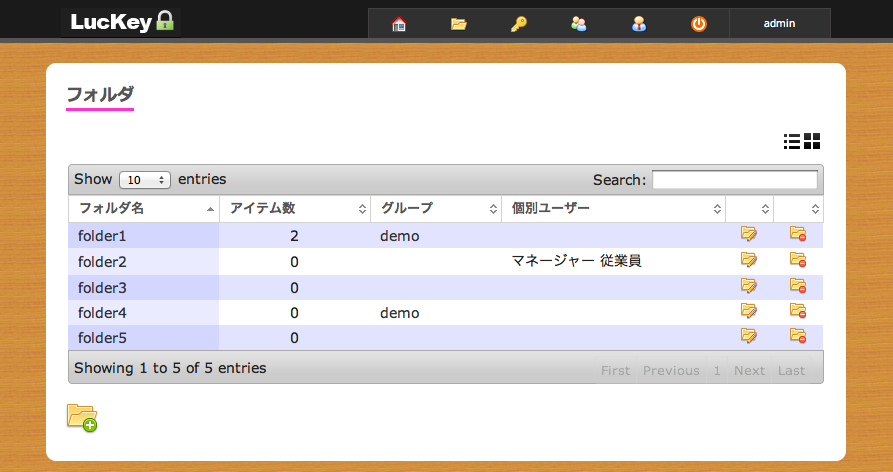 LucKey admin
フォルダ
Show 10 entries Search:
フォルダ名 アイテム数 グループ 個別ユーザー
folder1 2 demo
folder2 0 マネージャー 従業員
folder3 0
folder4 0 demo
folder5 0
Showing 1 to 5 of 5 entries First Previous 1 Next Last